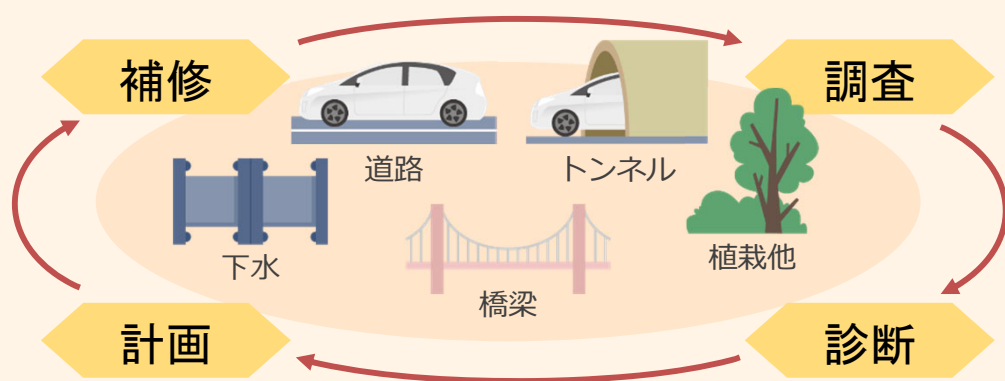 補修
調査
道路
トンネル
下水
橋梁
植栽他
計画
診断